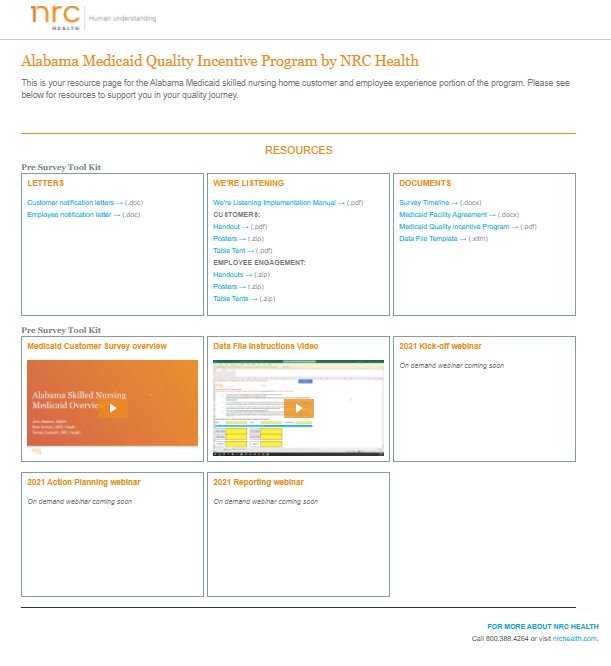 nrc
HEALTH
Human understanding
Alabama Medicaid Quality Incentive Program by NRC Health
This is your resource page for the Alabama Medicaid skilled nursing home customer and employee experience portion of the program. Please see
below for resources to support you in your quality journey.
RESOURCES
Pre Survey Tool Kit
LETTERS
Customer notification letters → (.doc)
Employee notification letter → (.doc)
WE'RE LISTENING
We're Listening Implementation Manual → (.pdf)
CUSTOMERS:
Handout → (.pdf)
Posters → (.zip)
Table Tent → (.pdf)
EMPLOYEE ENGAGEMENT:
Handouts → (.zip)
Posters → (.zip)
Table Tents → (.zip)
DOCUMENTS
Survey Timeline → (.docx)
Medicaid Facility Agreement → (.docx)
Medicaid Quality Incentive Program → (.pdf)
Data File Template → (.xltm)
Pre Survey Tool Kit
Medicaid Customer Survey overview
Alabama Skilled Nursing
Medicaid Overview
Data File Instructions Video
2021 Kick-off webinar
On demand webinar coming soon
2021 Action Planning webinar
On demand webinar coming soon
2021 Reporting webinar
On demand webinar coming soon
FOR MORE ABOUT NRC HEALTH
Call 800.388.4264 or visit nrchealth.com.